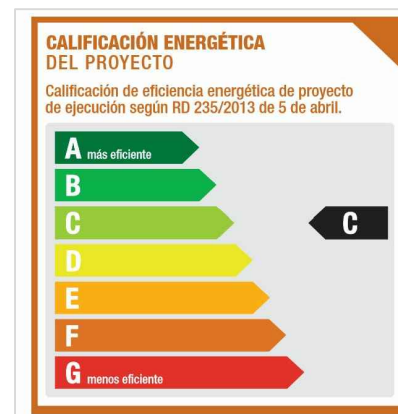 CALIFICACIÓN ENERGÉTICA
DEL PROYECTO
Calificación de eficiencia energética de proyecto
de ejecución según RD 235/2013 de 5 de abril.
A más eficiente
B
C
C
D
E
F
G menos eficiente